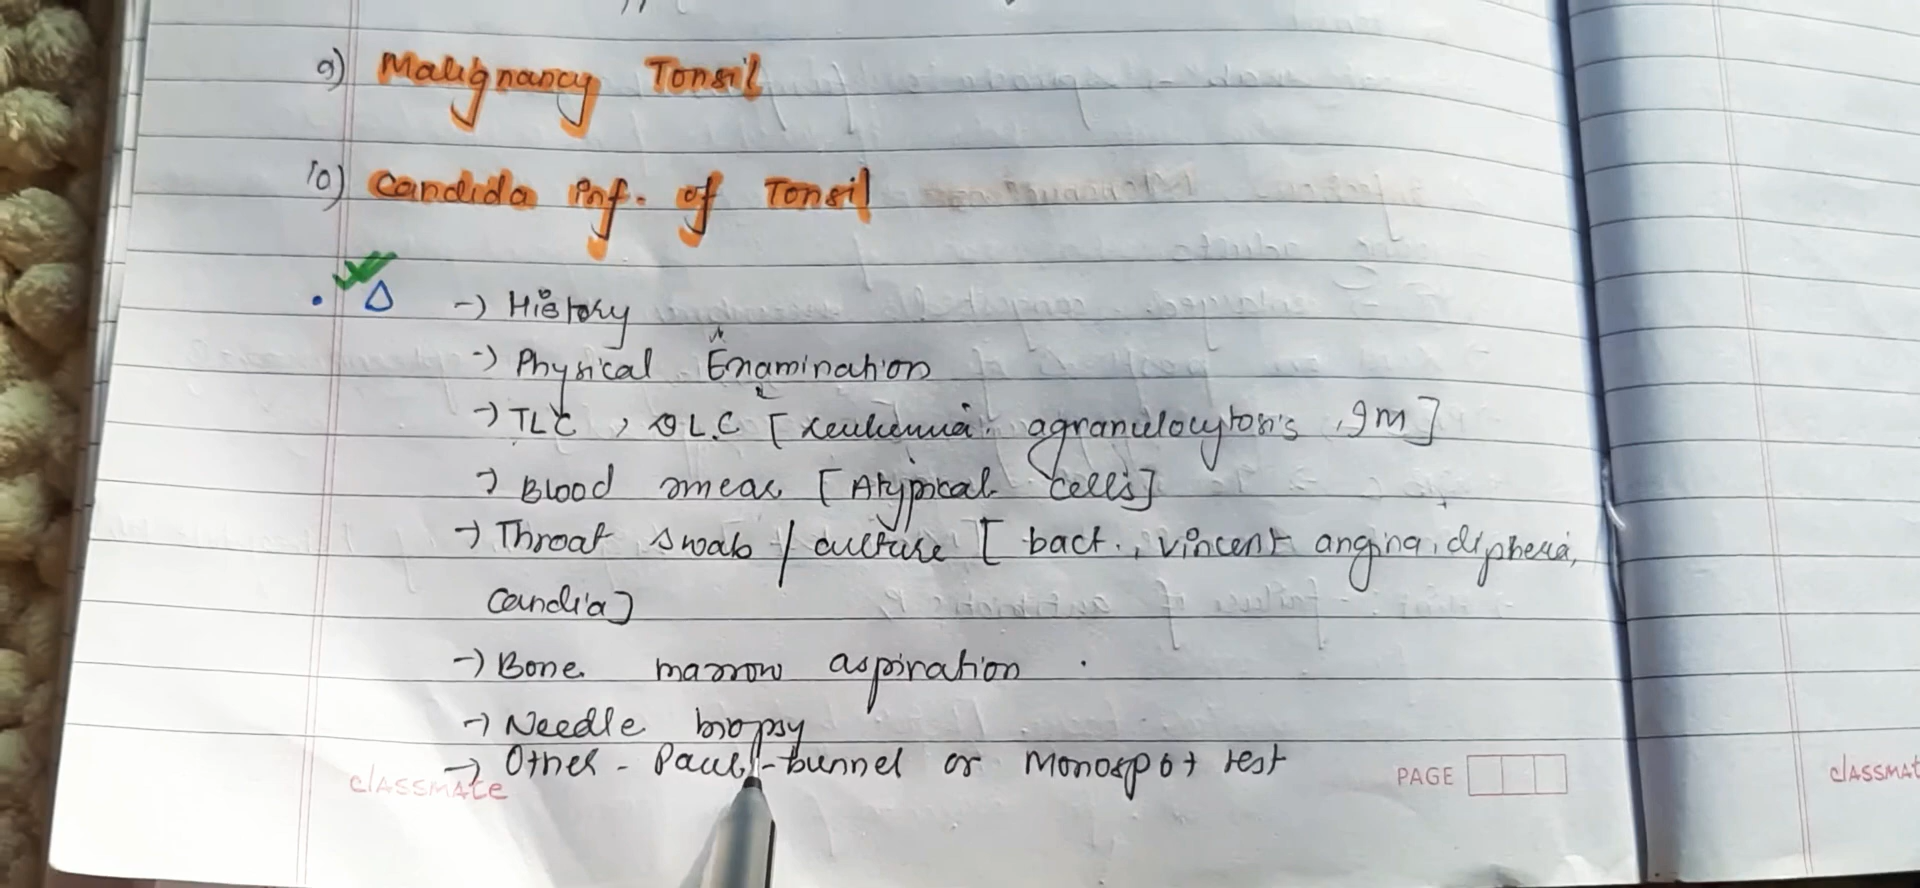 9) Malignancy Tonsil
10) Candida inf. of Tonsil
• Δ → History
→ Physical Examination
→ TLC, DLC [Leukemia, agranulocytosis, IM]
→ Blood smear [Atypical cells]
→ Throat swab / culture [bact., vincent angina, dipheria,
candia]
→ Bone marrow aspiration
→ Needle biopsy
→ Other - Paul-bunnel or Monospot test
classmate
PAGE
classmat